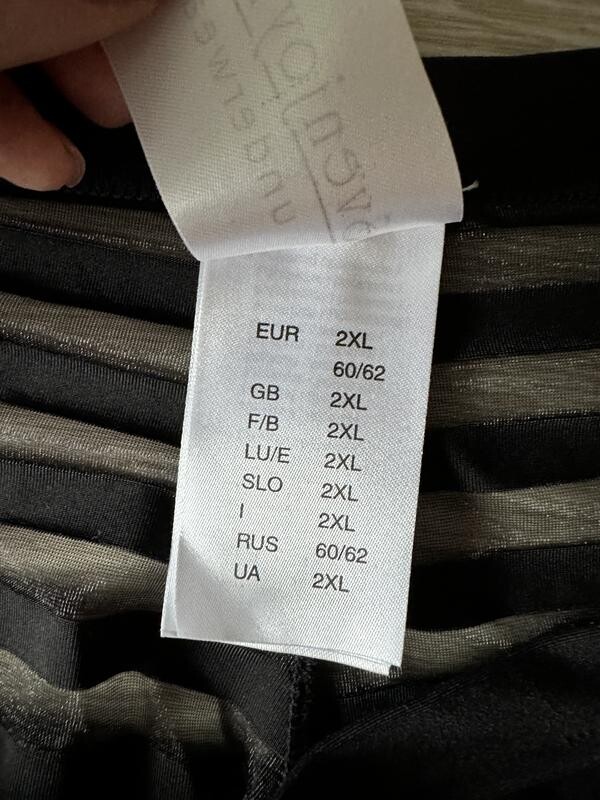 EUR 2XL
60/62
GB 2XL
F/B 2XL
LU/E 2XL
SLO 2XL
I 2XL
RUS 60/62
UA 2XL